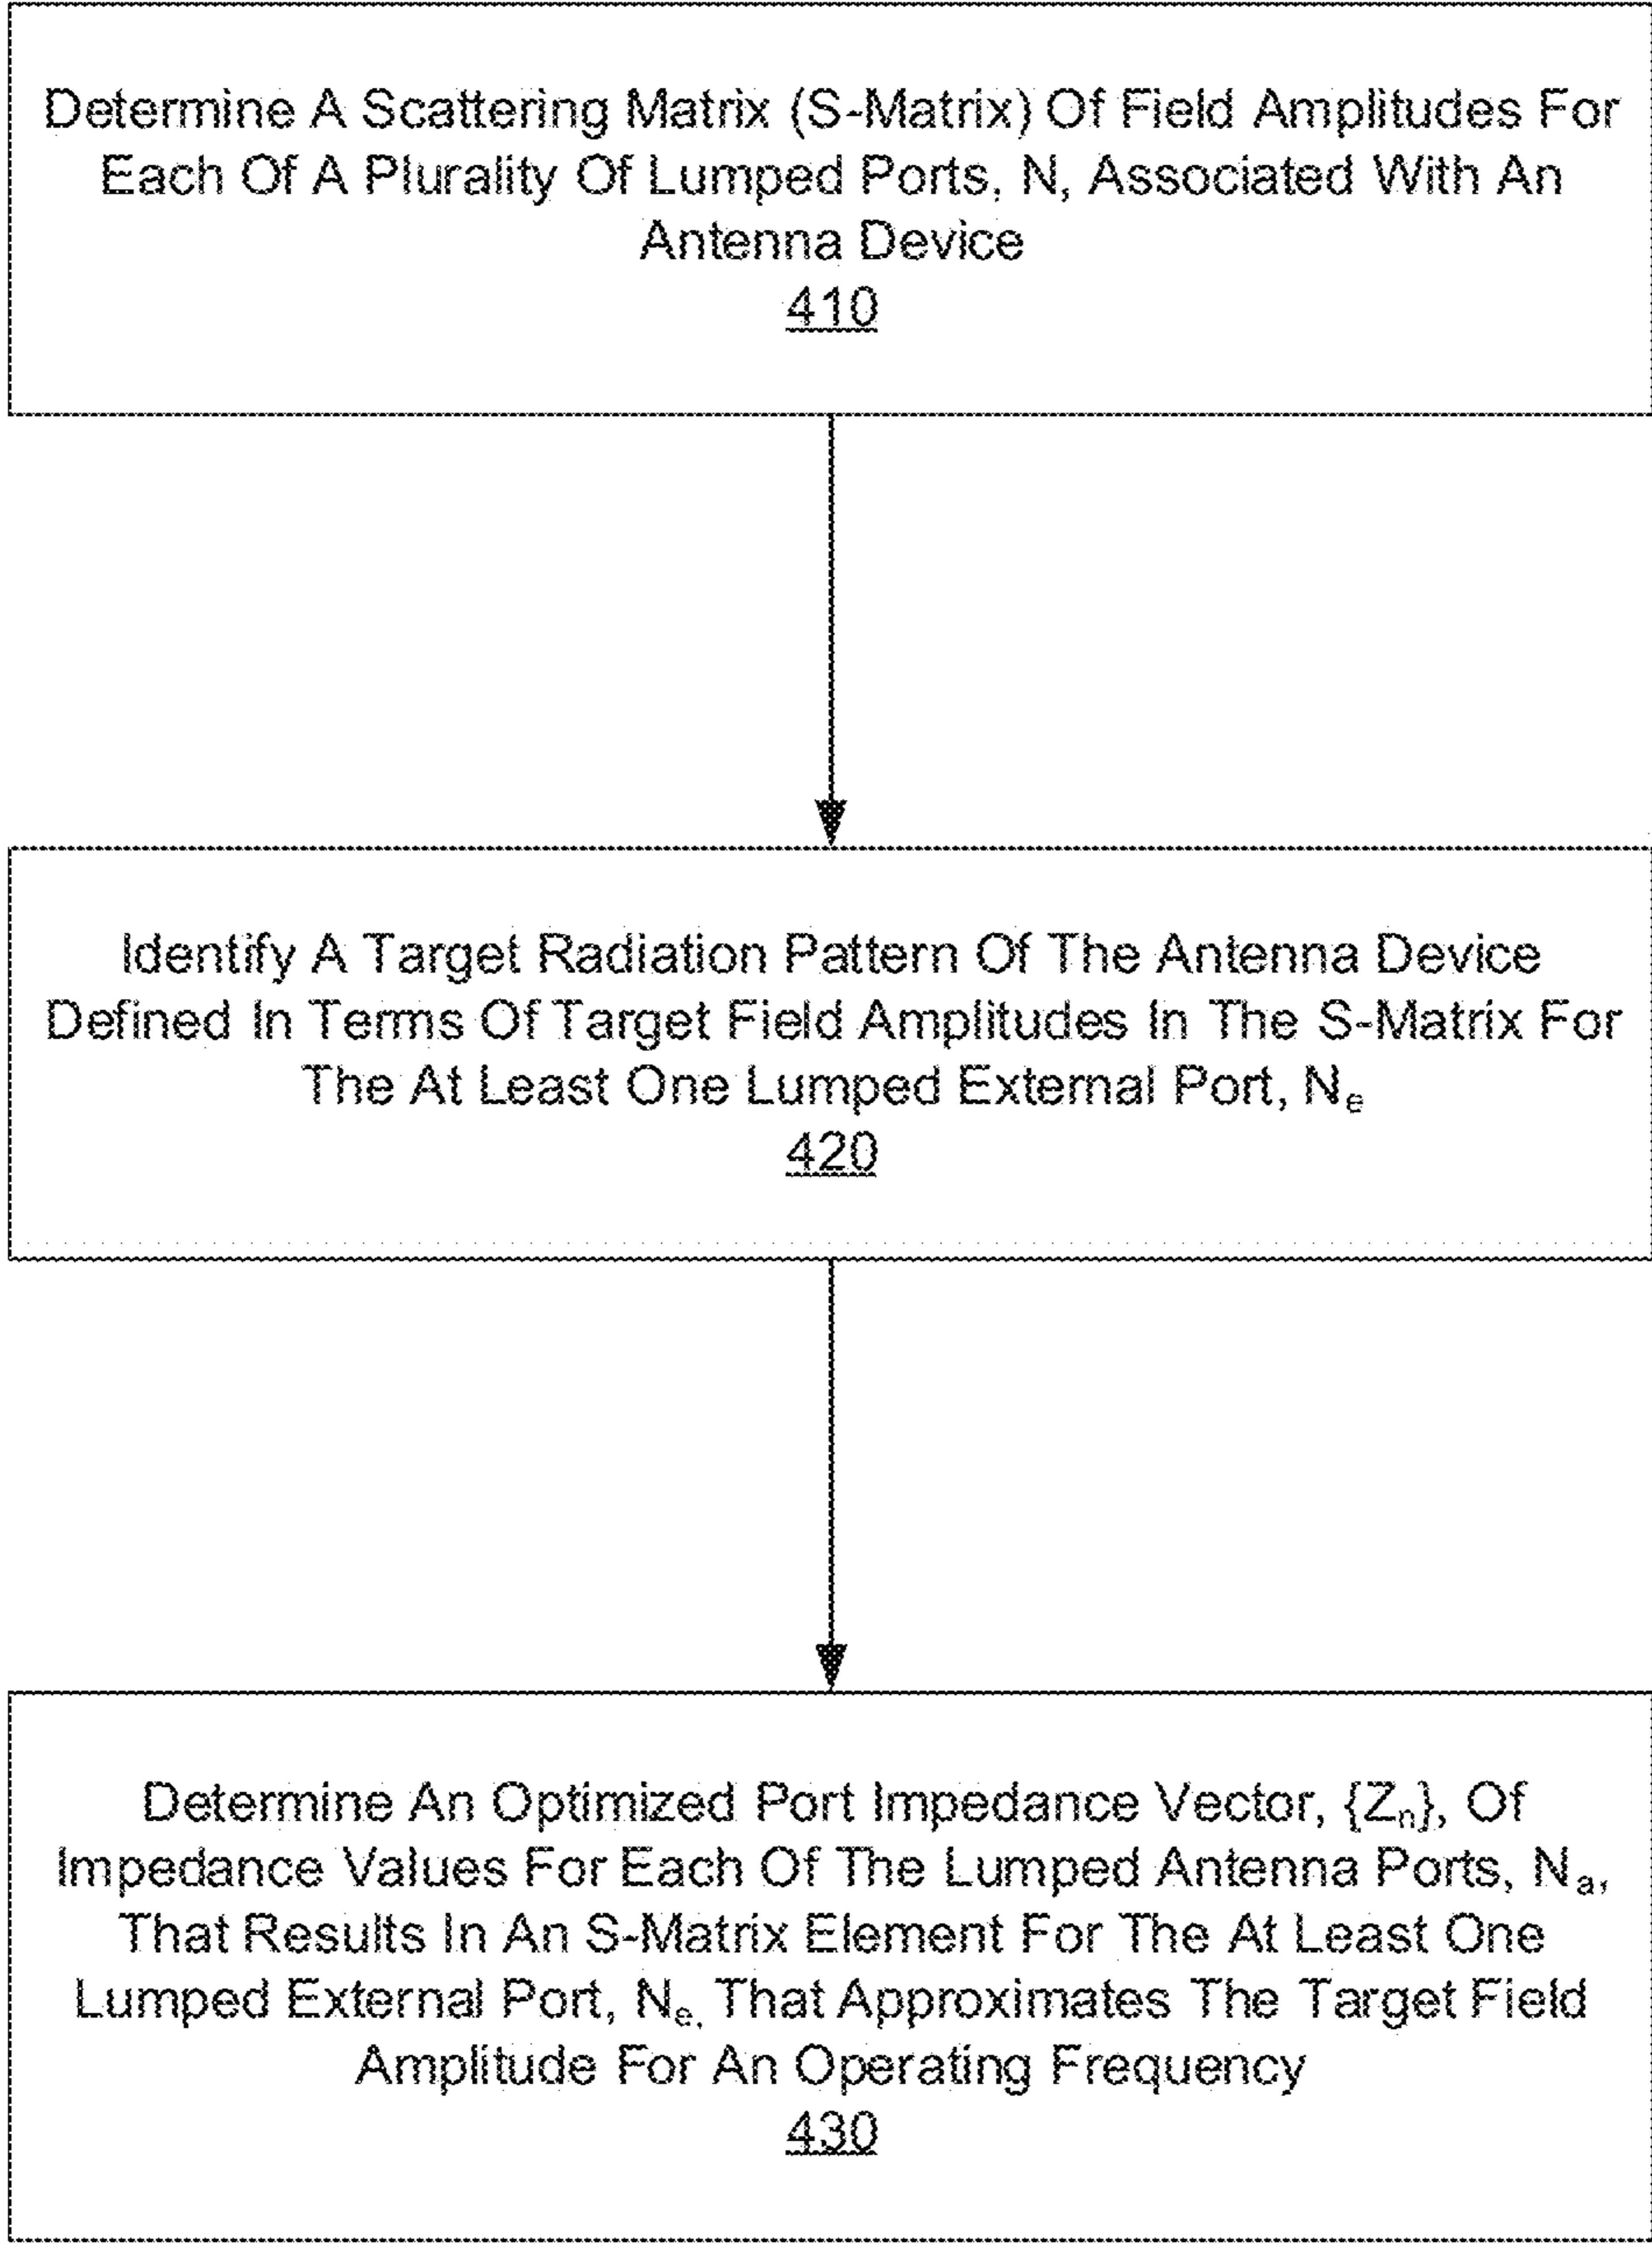 Determine A Scattering Matrix (S-Matrix) Of Field Amplitudes For
Each Of A Plurality Of Lumped Ports, N, Associated With An
Antenna Device
410
Identify A Target Radiation Pattern Of The Antenna Device
Defined In Terms Of Target Field Amplitudes In The S-Matrix For
The At Least One Lumped External Port, Nₑ
420
Determine An Optimized Port Impedance Vector, {Zₙ}, Of
Impedance Values For Each Of The Lumped Antenna Ports, Nₐ,
That Results In An S-Matrix Element For The At Least One
Lumped External Port, Nₑ, That Approximates The Target Field
Amplitude For An Operating Frequency
430